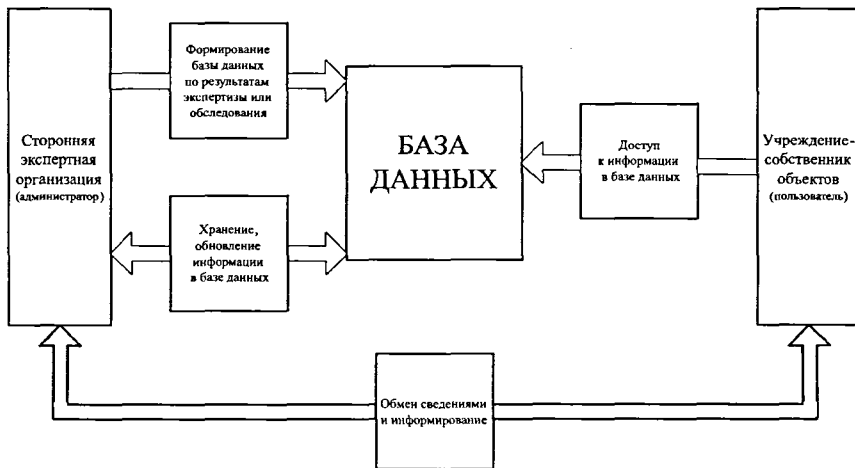 Сторонняя
экспертная
организация
(администратор)
Формирование
базы данных
по результатам
экспертизы или
обследования
Хранение,
обновление
информации
в базе данных
БАЗА
ДАННЫХ
Доступ
к информации
в базе данных
Учреждение-
собственник
объектов
(пользователь)
Обмен сведениями
и информирование